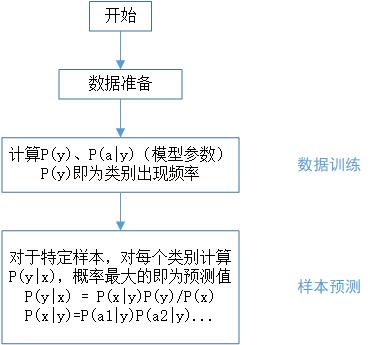 开始
数据准备
计算P(y)、P(a|y)（模型参数）
P(y)即为类别出现频率
数据训练
对于特定样本，对每个类别计算
P(y|x)，概率最大的即为预测值
P(y|x) = P(x|y)P(y)/P(x)
P(x|y)=P(a1|y)P(a2|y)...
样本预测